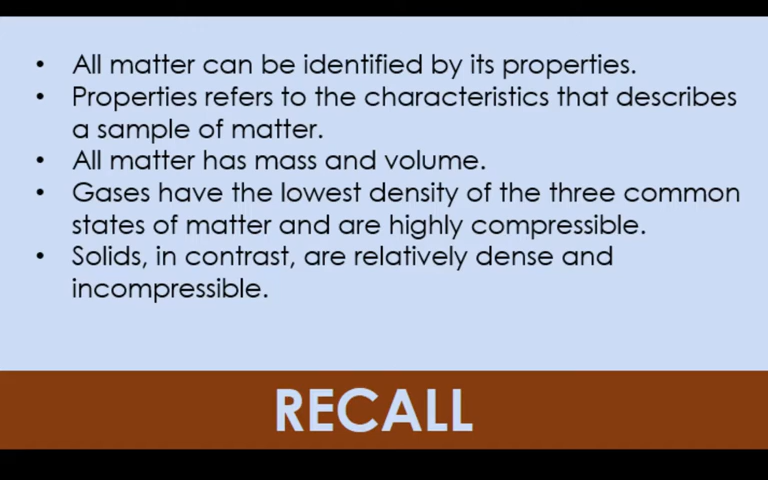 • All matter can be identified by its properties.
• Properties refers to the characteristics that describes
a sample of matter.
• All matter has mass and volume.
• Gases have the lowest density of the three common
states of matter and are highly compressible.
• Solids, in contrast, are relatively dense and
incompressible.
RECALL